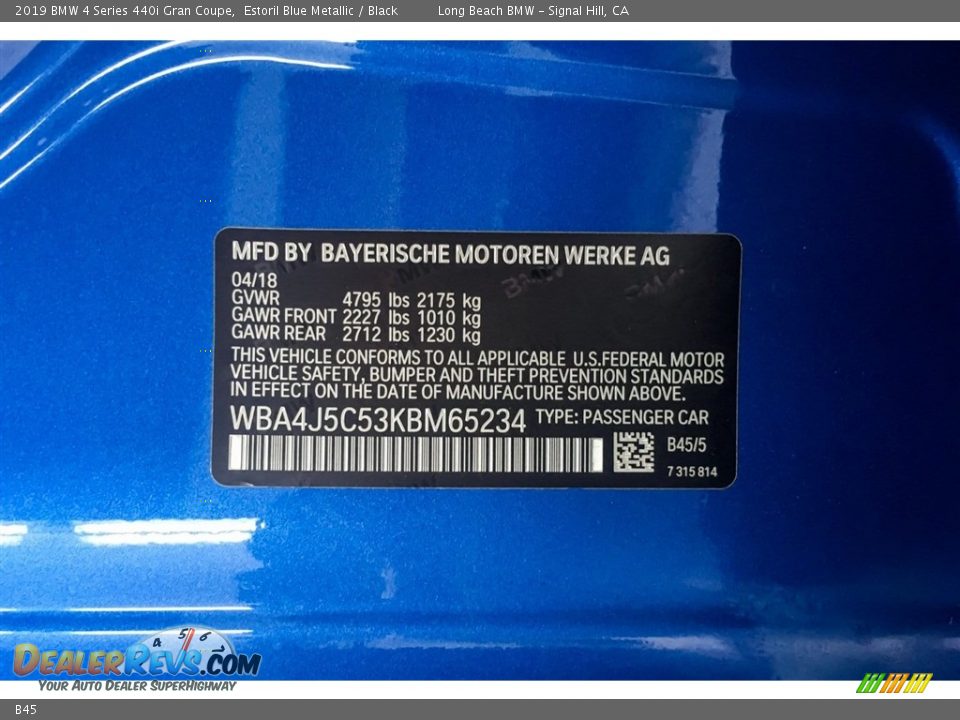 2019 BMW 4 Series 440i Gran Coupe, Estoril Blue Metallic / Black Long Beach BMW - Signal Hill, CA
MFD BY BAYERISCHE MOTOREN WERKE AG
04/18
GVWR 4795 lbs 2175 kg
GAWR FRONT 2227 lbs 1010 kg
GAWR REAR 2712 lbs 1230 kg
THIS VEHICLE CONFORMS TO ALL APPLICABLE U.S.FEDERAL MOTOR
VEHICLE SAFETY, BUMPER AND THEFT PREVENTION STANDARDS
IN EFFECT ON THE DATE OF MANUFACTURE SHOWN ABOVE.
WBA4J5C53KBM65234 TYPE: PASSENGER CAR
B45/5
7 315 814
4 5 6
DealerRevs.com
Your Auto Dealer SuperHighway
B45